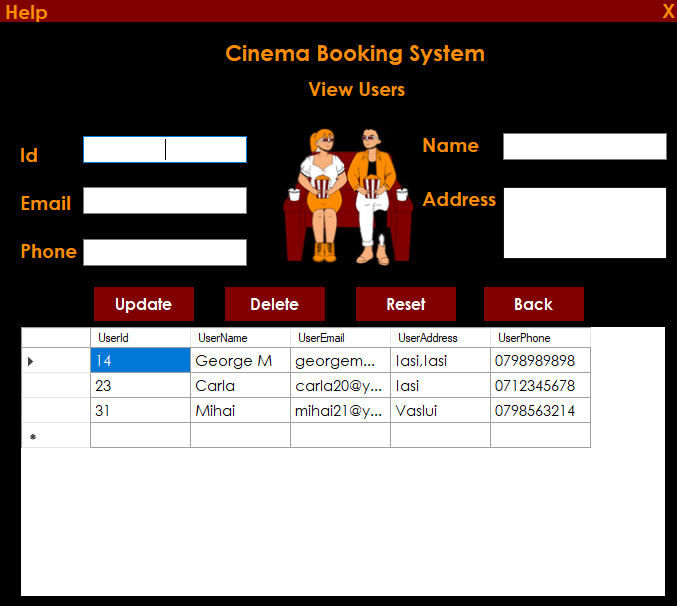 Help X
Cinema Booking System
View Users
Id
Name
Email
Address
Phone
Update Delete Reset Back
UserId UserName UserEmail UserAddress UserPhone
14 George M georgem... Iasi,Iasi 0798989898
23 Carla carla20@y... Iasi 0712345678
31 Mihai mihai21@y... Vaslui 0798563214